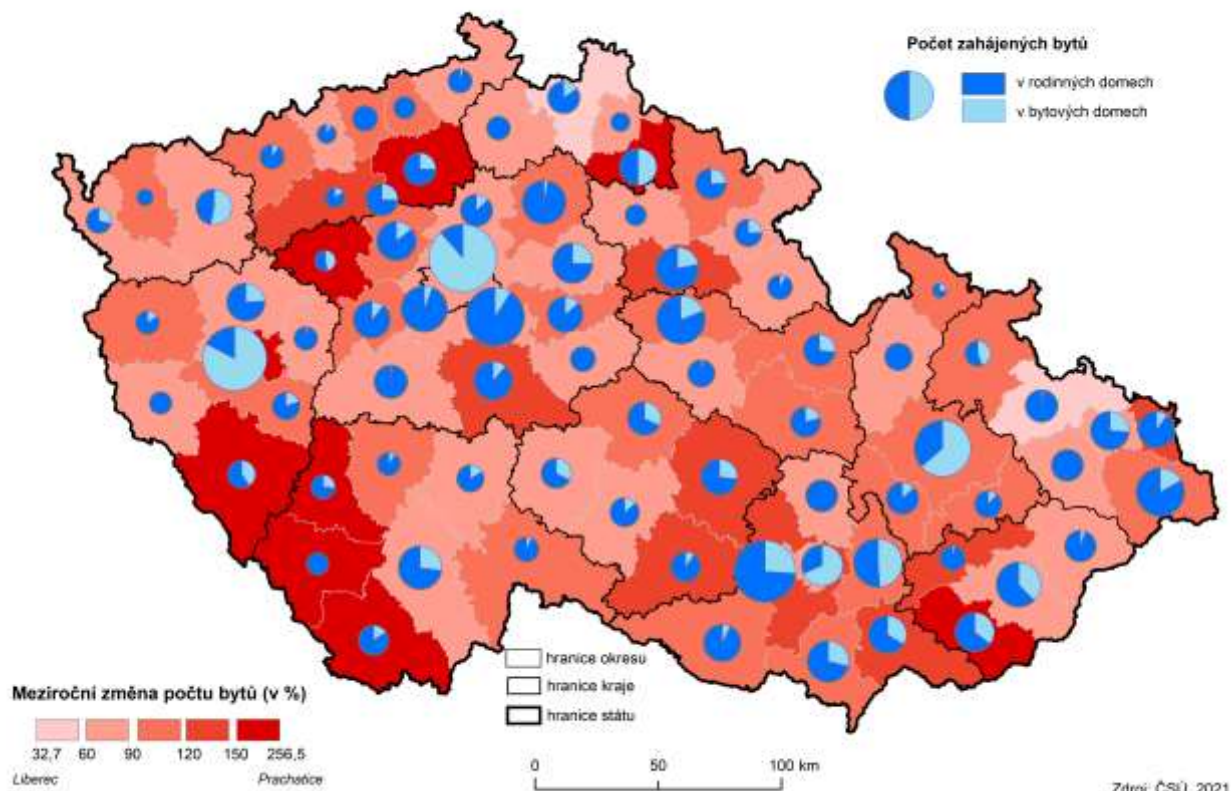 Počet zahájených bytů
v rodinných domech
v bytových domech
hranice okresu
hranice kraje
hranice státu
Meziroční změna počtu bytů (v %)
32,7 60 90 120 150 256,5
Liberec Prachatice
0 50 100 km
Zdroj: ČSÚ, 2021